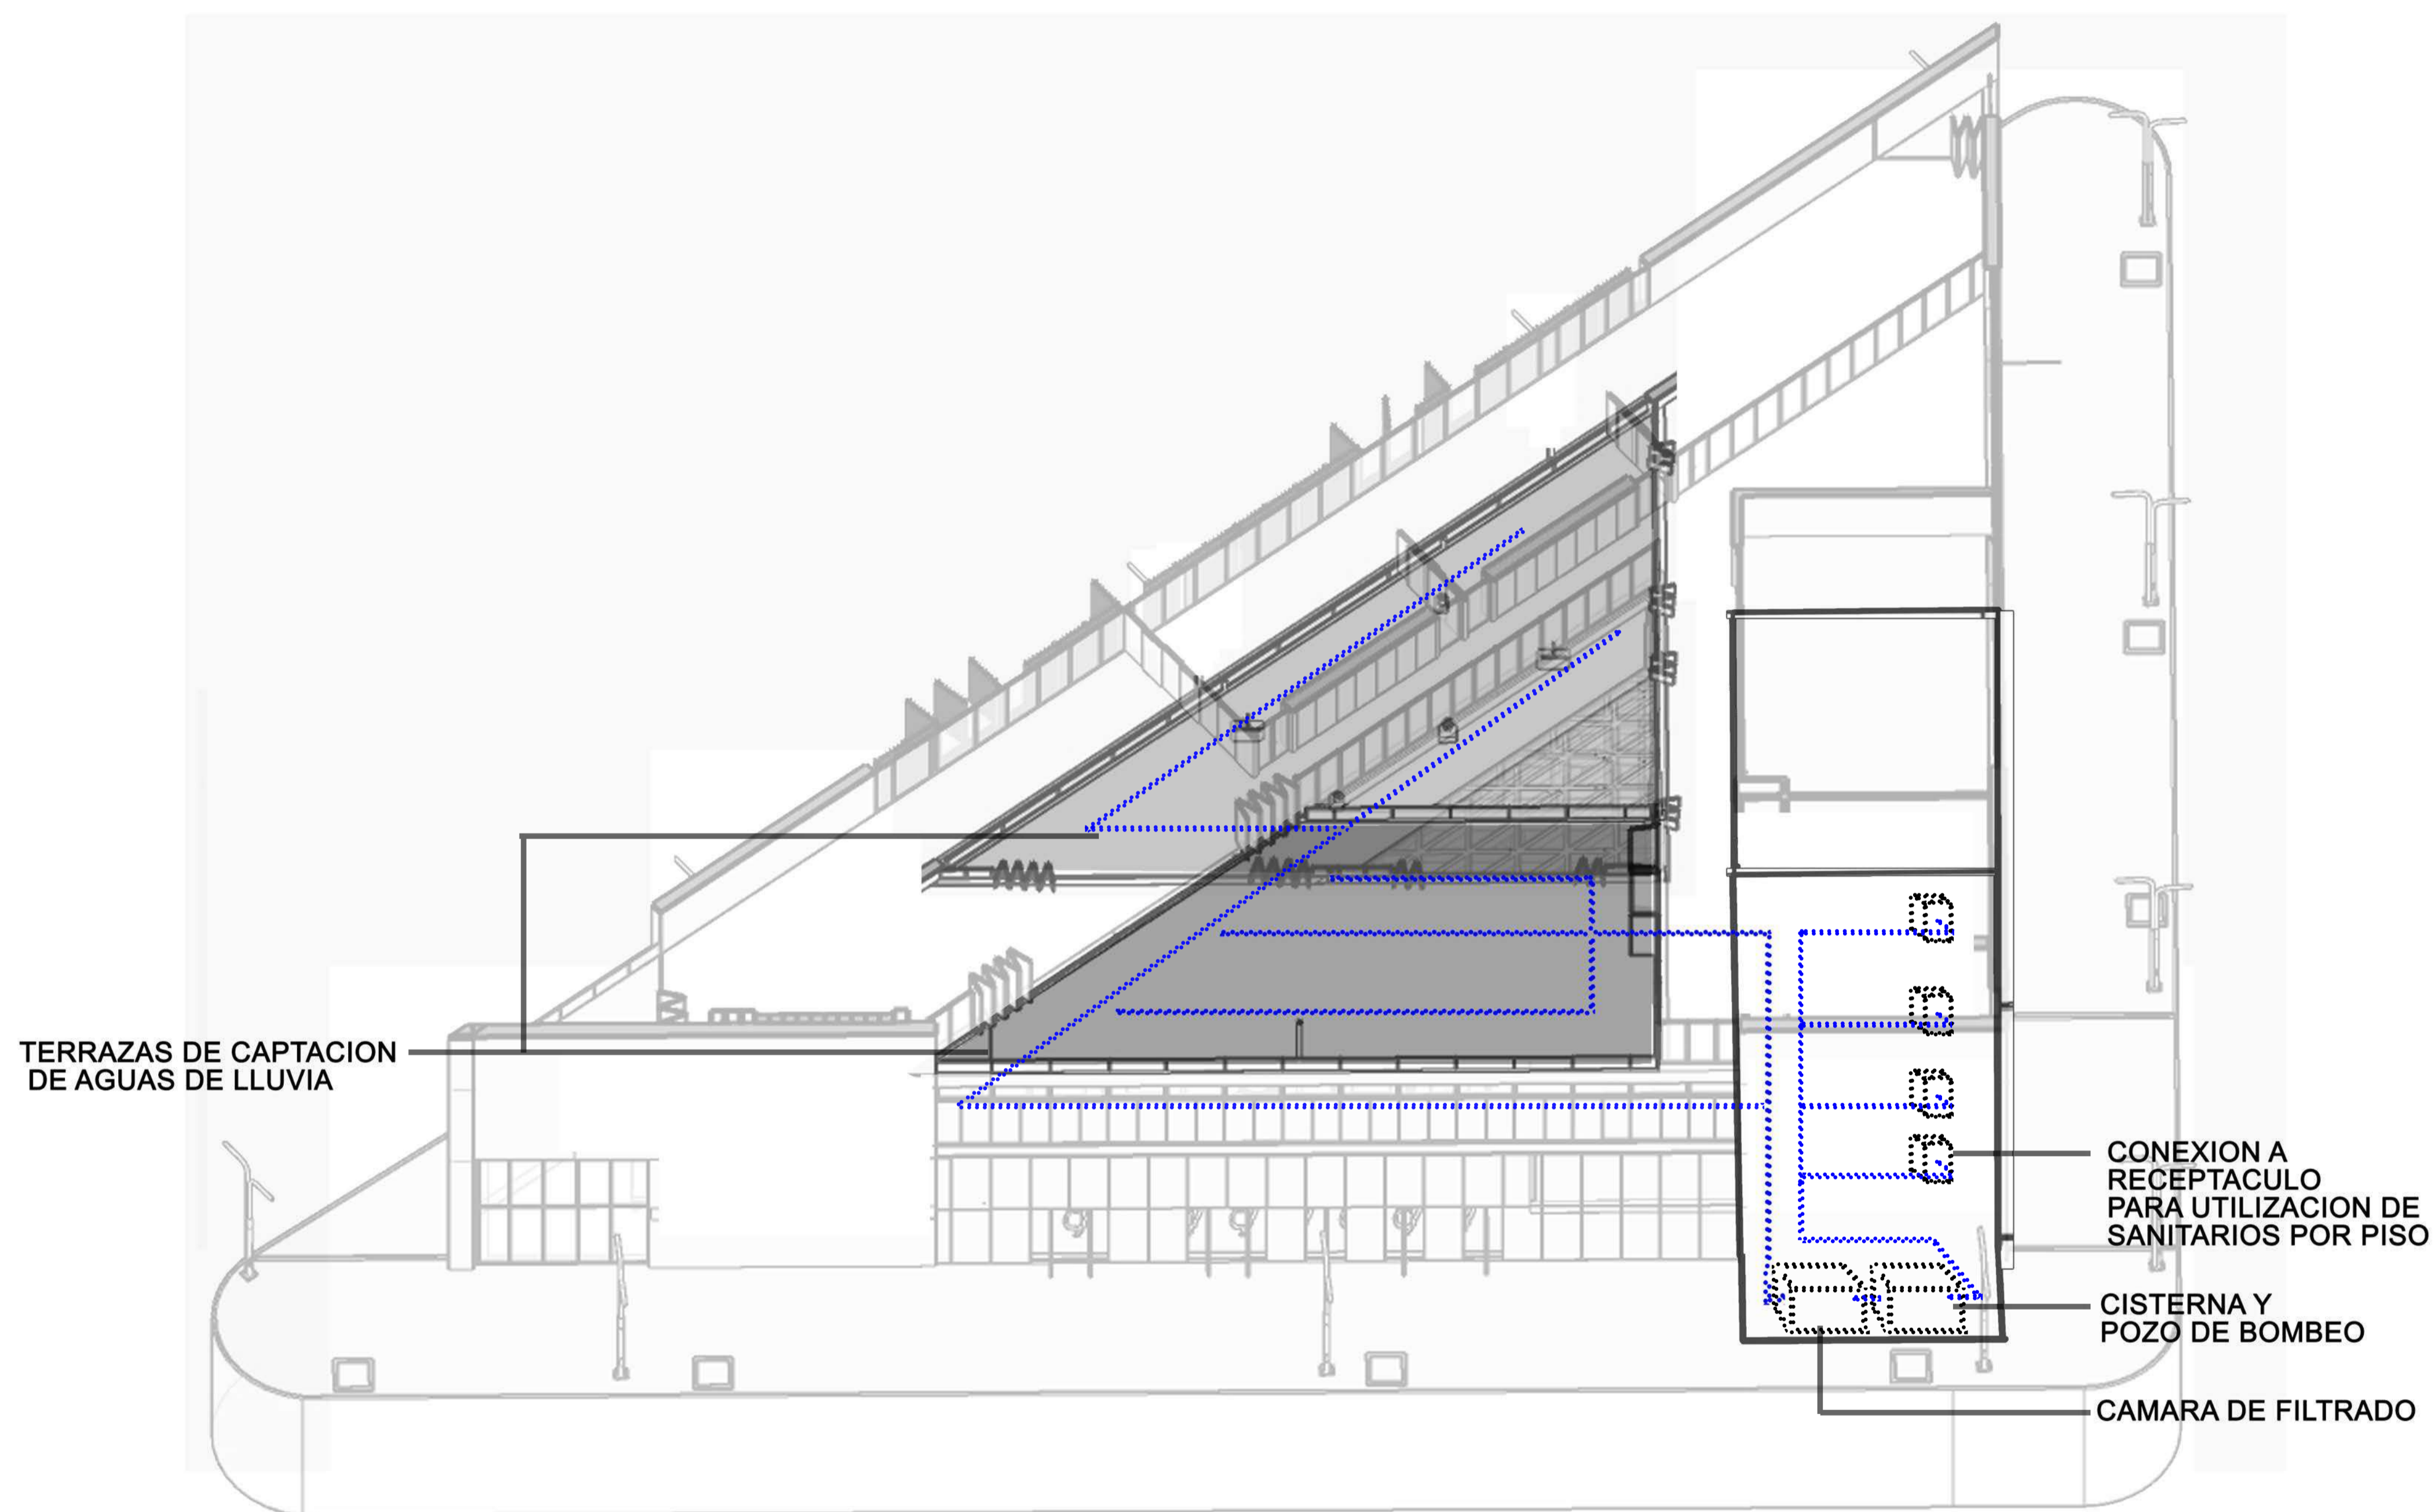 TERRAZAS DE CAPTACION
DE AGUAS DE LLUVIA
CONEXION A
RECEPTACULO
PARA UTILIZACION DE
SANITARIOS POR PISO
CISTERNA Y
POZO DE BOMBEO
CAMARA DE FILTRADO